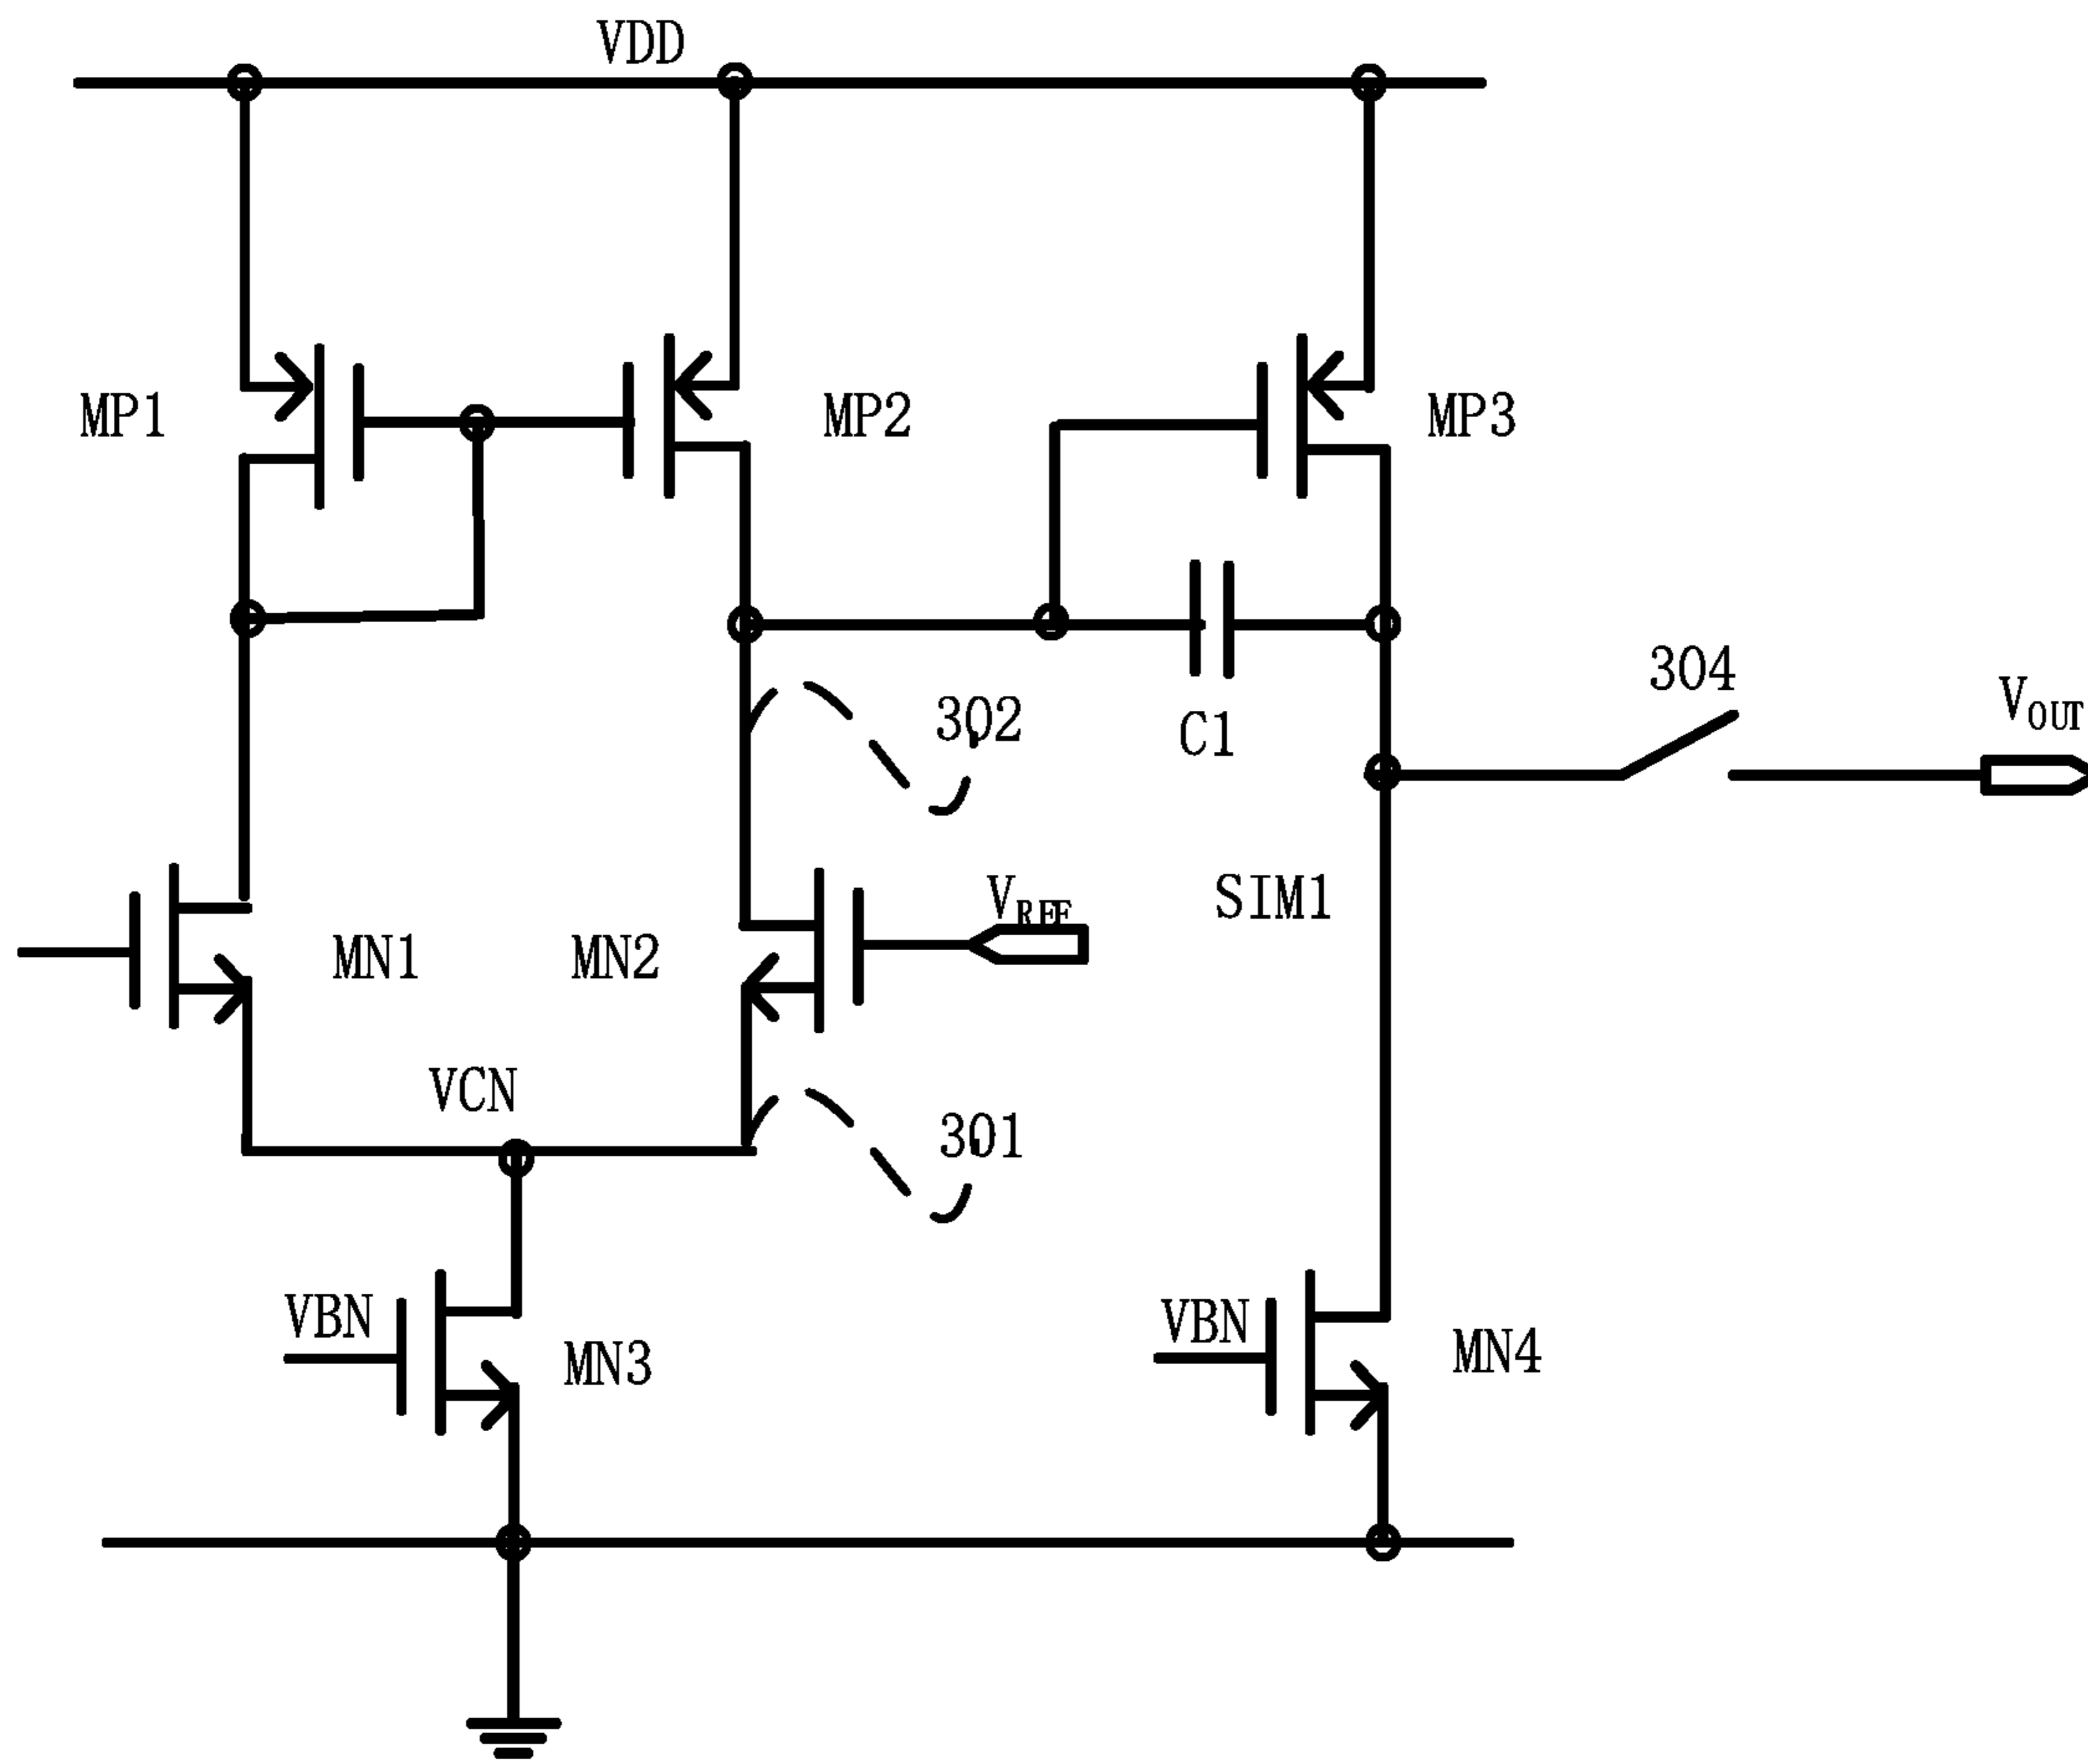 VDD
MP1
MP2
MP3
302
C1
304
VOUT
MN1
MN2
VREF
SIM1
VCN
301
VBN
MN3
VBN
MN4